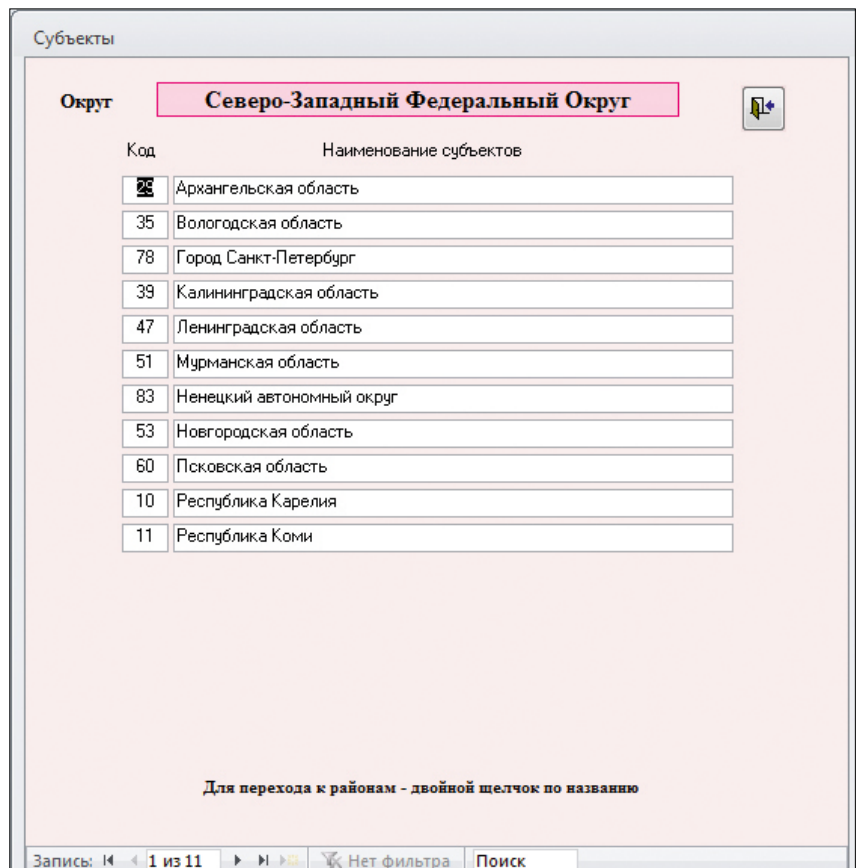 Субъекты
Округ Северо-Западный Федеральный Округ
Код Наименование субъектов
29 Архангельская область
35 Вологодская область
78 Город Санкт-Петербург
39 Калининградская область
47 Ленинградская область
51 Мурманская область
83 Ненецкий автономный округ
53 Новгородская область
60 Псковская область
10 Республика Карелия
11 Республика Коми
Для перехода к районам - двойной щелчок по названию
Запись: 1 из 11 Нет фильтра Поиск